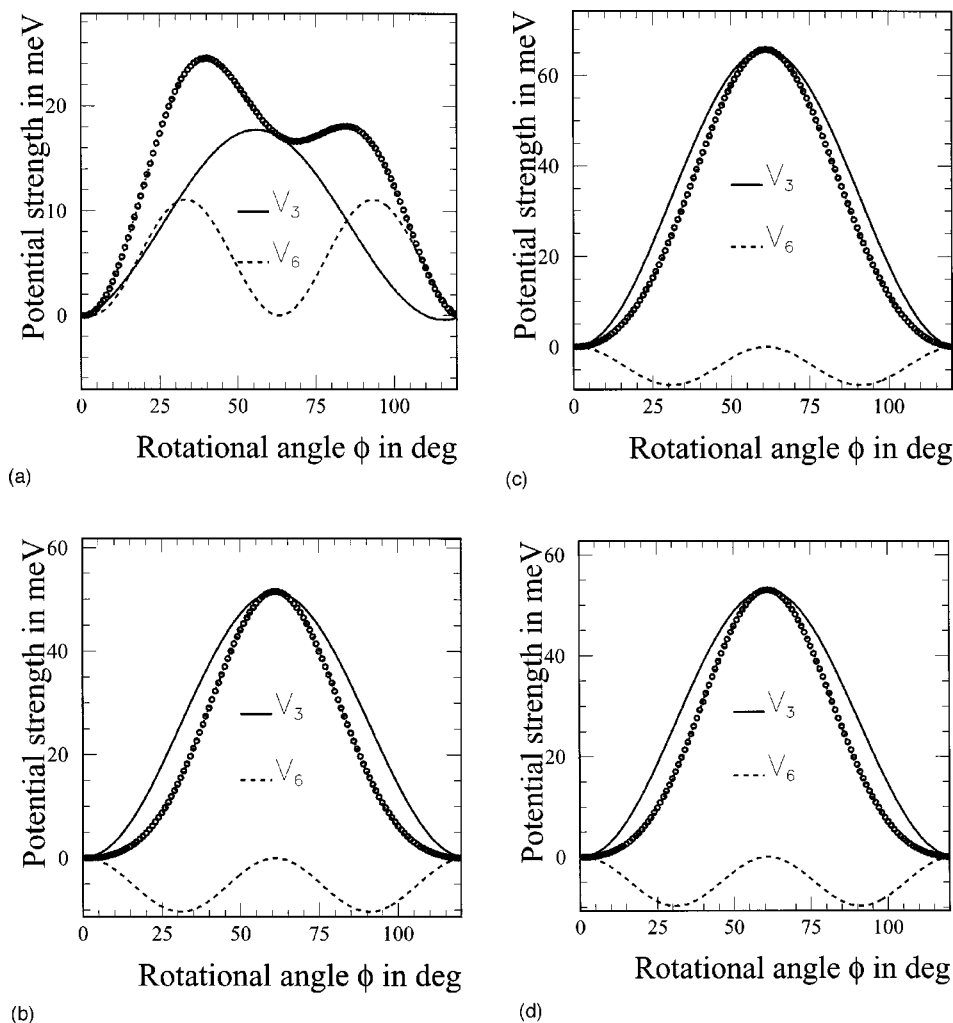 Potential strength in meV
20
10
0
V3
V6
0 25 50 75 100
Rotational angle ϕ in deg
(a)
Potential strength in meV
60
40
20
0
V3
V6
0 25 50 75 100
Rotational angle ϕ in deg
(c)
Potential strength in meV
60
40
20
0
V3
V6
0 25 50 75 100
Rotational angle ϕ in deg
(b)
Potential strength in meV
60
40
20
0
V3
V6
0 25 50 75 100
Rotational angle ϕ in deg
(d)